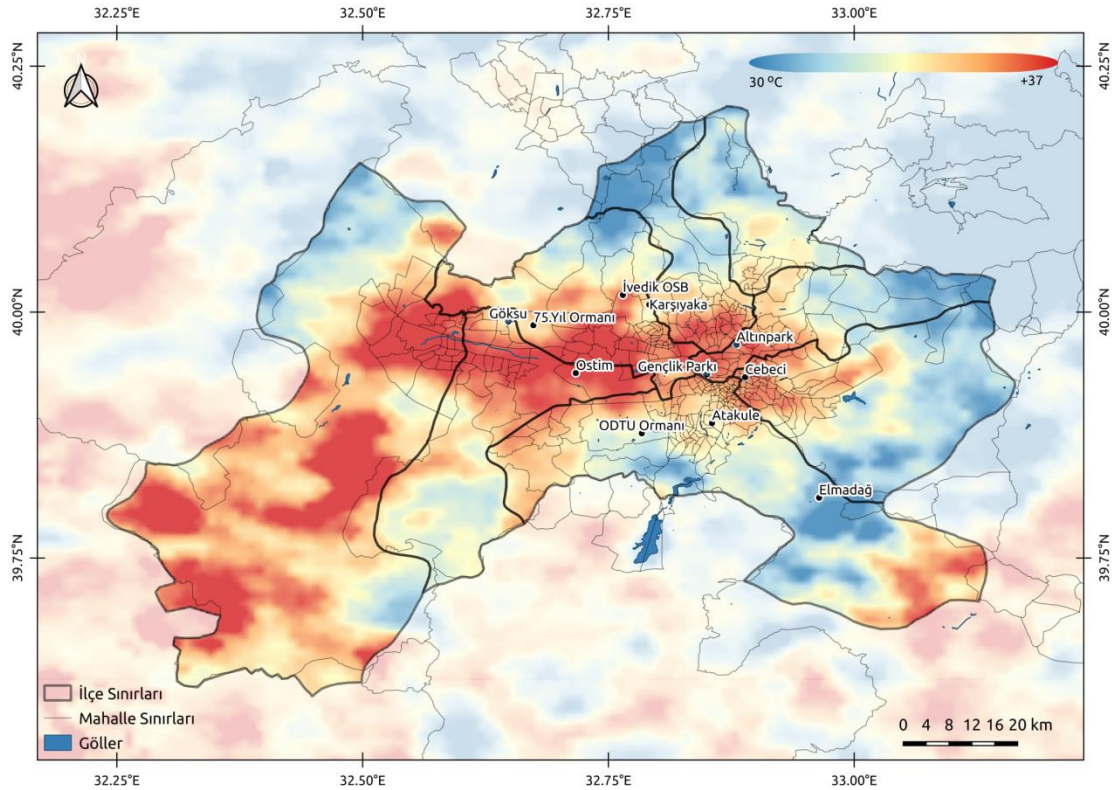 32.25°E 32.50°E 32.75°E 33.00°E
40.25°N 40.25°N
30 ºC +37
İvedik OSB
Karşıyaka
40.00°N 40.00°N
Göksu 75.Yıl Ormanı
Altınpark
Ostim Gençlik Parkı Cebeci
Atakule
ODTU Ormanı
Elmadağ
39.75°N 39.75°N
İlçe Sınırları
Mahalle Sınırları
Göller
0 4 8 12 16 20 km
32.25°E 32.50°E 32.75°E 33.00°E